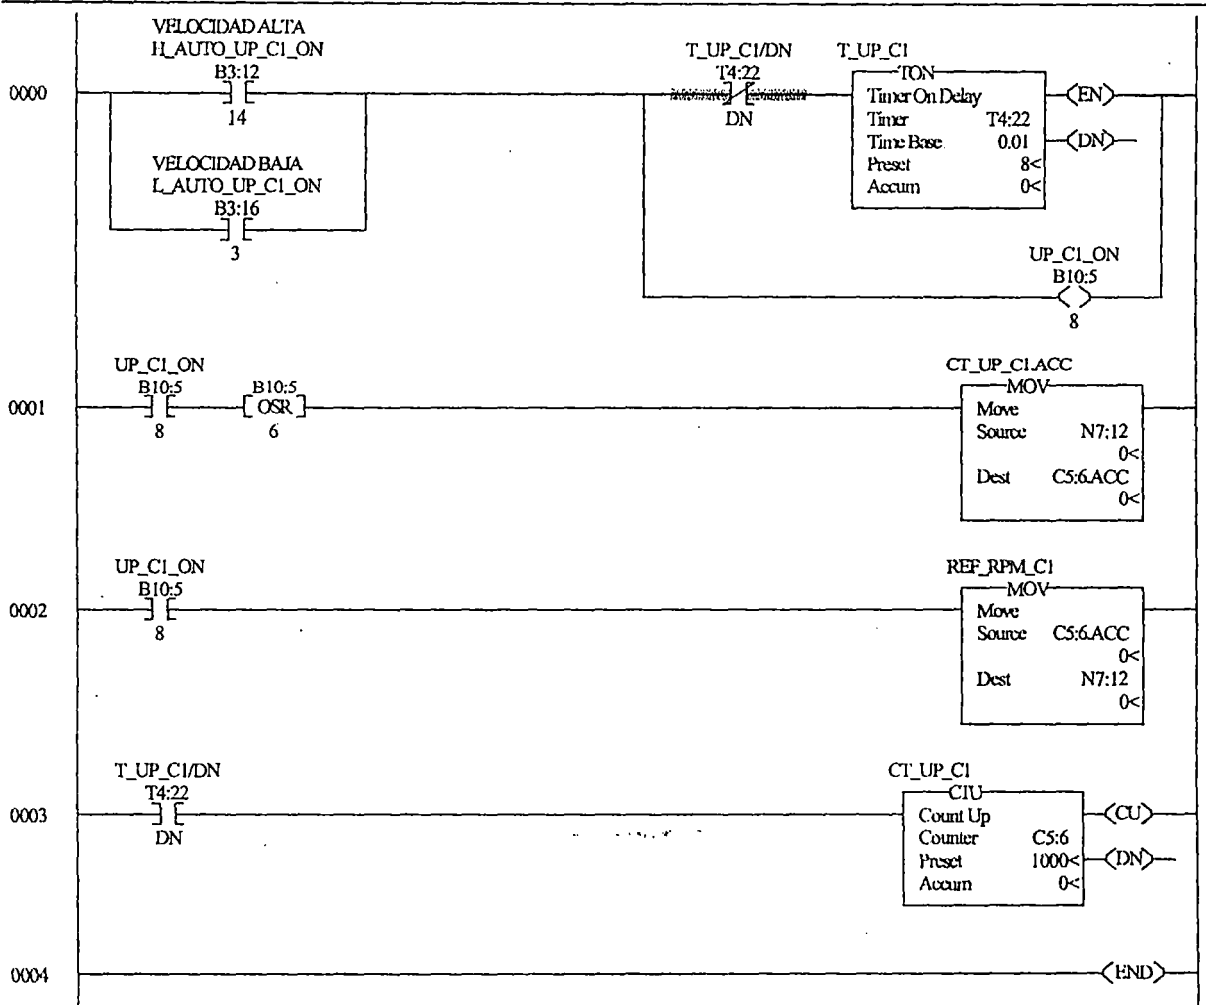 VELOCIDAD ALTA
H_AUTO_UP_C1_ON
B3:12
14
T_UP_C1/DN
T4:22
DN
T_UP_C1
TON
Timer On Delay
Timer T4:22
Time Base 0.01
Preset 8<
Accum 0<
EN
DN
0000
VELOCIDAD BAJA
L_AUTO_UP_C1_ON
B3:16
3
UP_C1_ON
B10:5
8
UP_C1_ON
B10:5
8
B10:5
OSR
6
0001
CT_UP_C1.ACC
MOV
Move
Source N7:12
0<
Dest C5:6.ACC
0<
UP_C1_ON
B10:5
8
0002
REF_RPM_C1
MOV
Move
Source C5:6.ACC
0<
Dest N7:12
0<
T_UP_C1/DN
T4:22
DN
0003
CT_UP_C1
CTU
Count Up
Counter C5:6
Preset 1000<
Accum 0<
CU
DN
0004
END